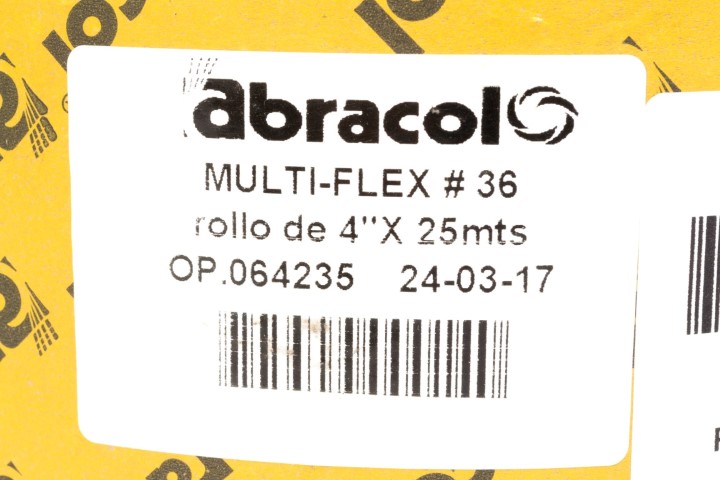 abracol
MULTI-FLEX # 36
rollo de 4"X 25mts
OP.064235 24-03-17